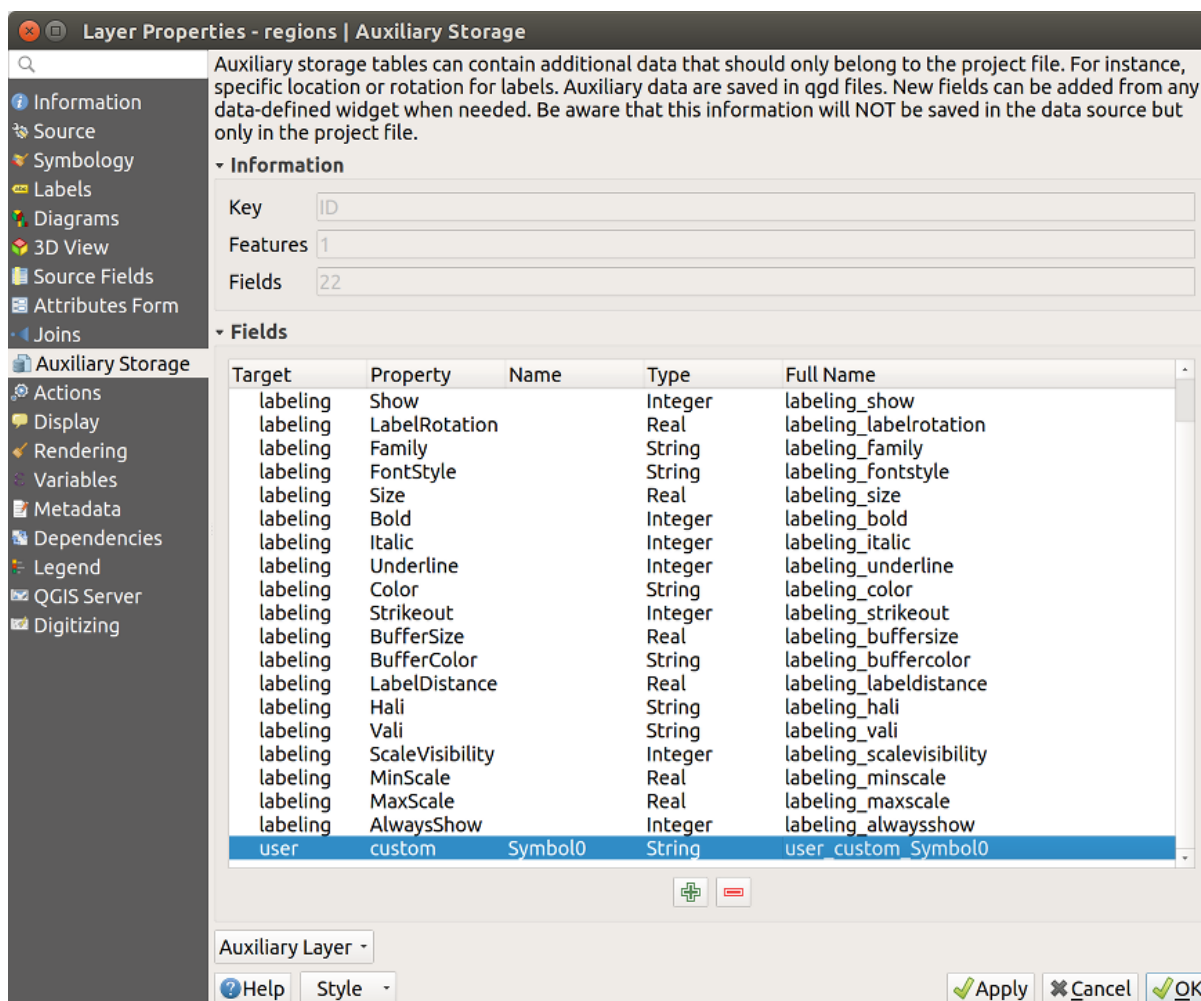 Layer Properties - regions | Auxiliary Storage
Information
Source
Symbology
Labels
Diagrams
3D View
Source Fields
Attributes Form
Joins
Auxiliary Storage
Actions
Display
Rendering
Variables
Metadata
Dependencies
Legend
QGIS Server
Digitizing
Auxiliary storage tables can contain additional data that should only belong to the project file. For instance,
specific location or rotation for labels. Auxiliary data are saved in qgd files. New fields can be added from any
data-defined widget when needed. Be aware that this information will NOT be saved in the data source but
only in the project file.
Information
Key ID
Features 1
Fields 22
Fields
Target Property Name Type Full Name
labeling Show Integer labeling_show
labeling LabelRotation Real labeling_labelrotation
labeling Family String labeling_family
labeling FontStyle String labeling_fontstyle
labeling Size Real labeling_size
labeling Bold Integer labeling_bold
labeling Italic Integer labeling_italic
labeling Underline Integer labeling_underline
labeling Color String labeling_color
labeling Strikeout Integer labeling_strikeout
labeling BufferSize Real labeling_buffersize
labeling BufferColor String labeling_buffercolor
labeling LabelDistance Real labeling_labeldistance
labeling Hali String labeling_hali
labeling Vali String labeling_vali
labeling ScaleVisibility Integer labeling_scalevisibility
labeling MinScale Real labeling_minscale
labeling MaxScale Real labeling_maxscale
labeling AlwaysShow Integer labeling_alwaysshow
user custom Symbol0 String user_custom_Symbol0
Auxiliary Layer
Help Style Apply Cancel OK